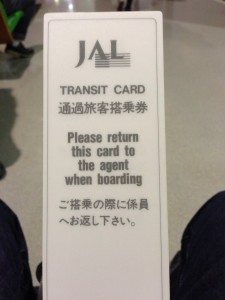 JAL
TRANSIT CARD
通過旅客搭乗券
Please return
this card to
the agent
when boarding
ご搭乗の際に係員
へお返し下さい。